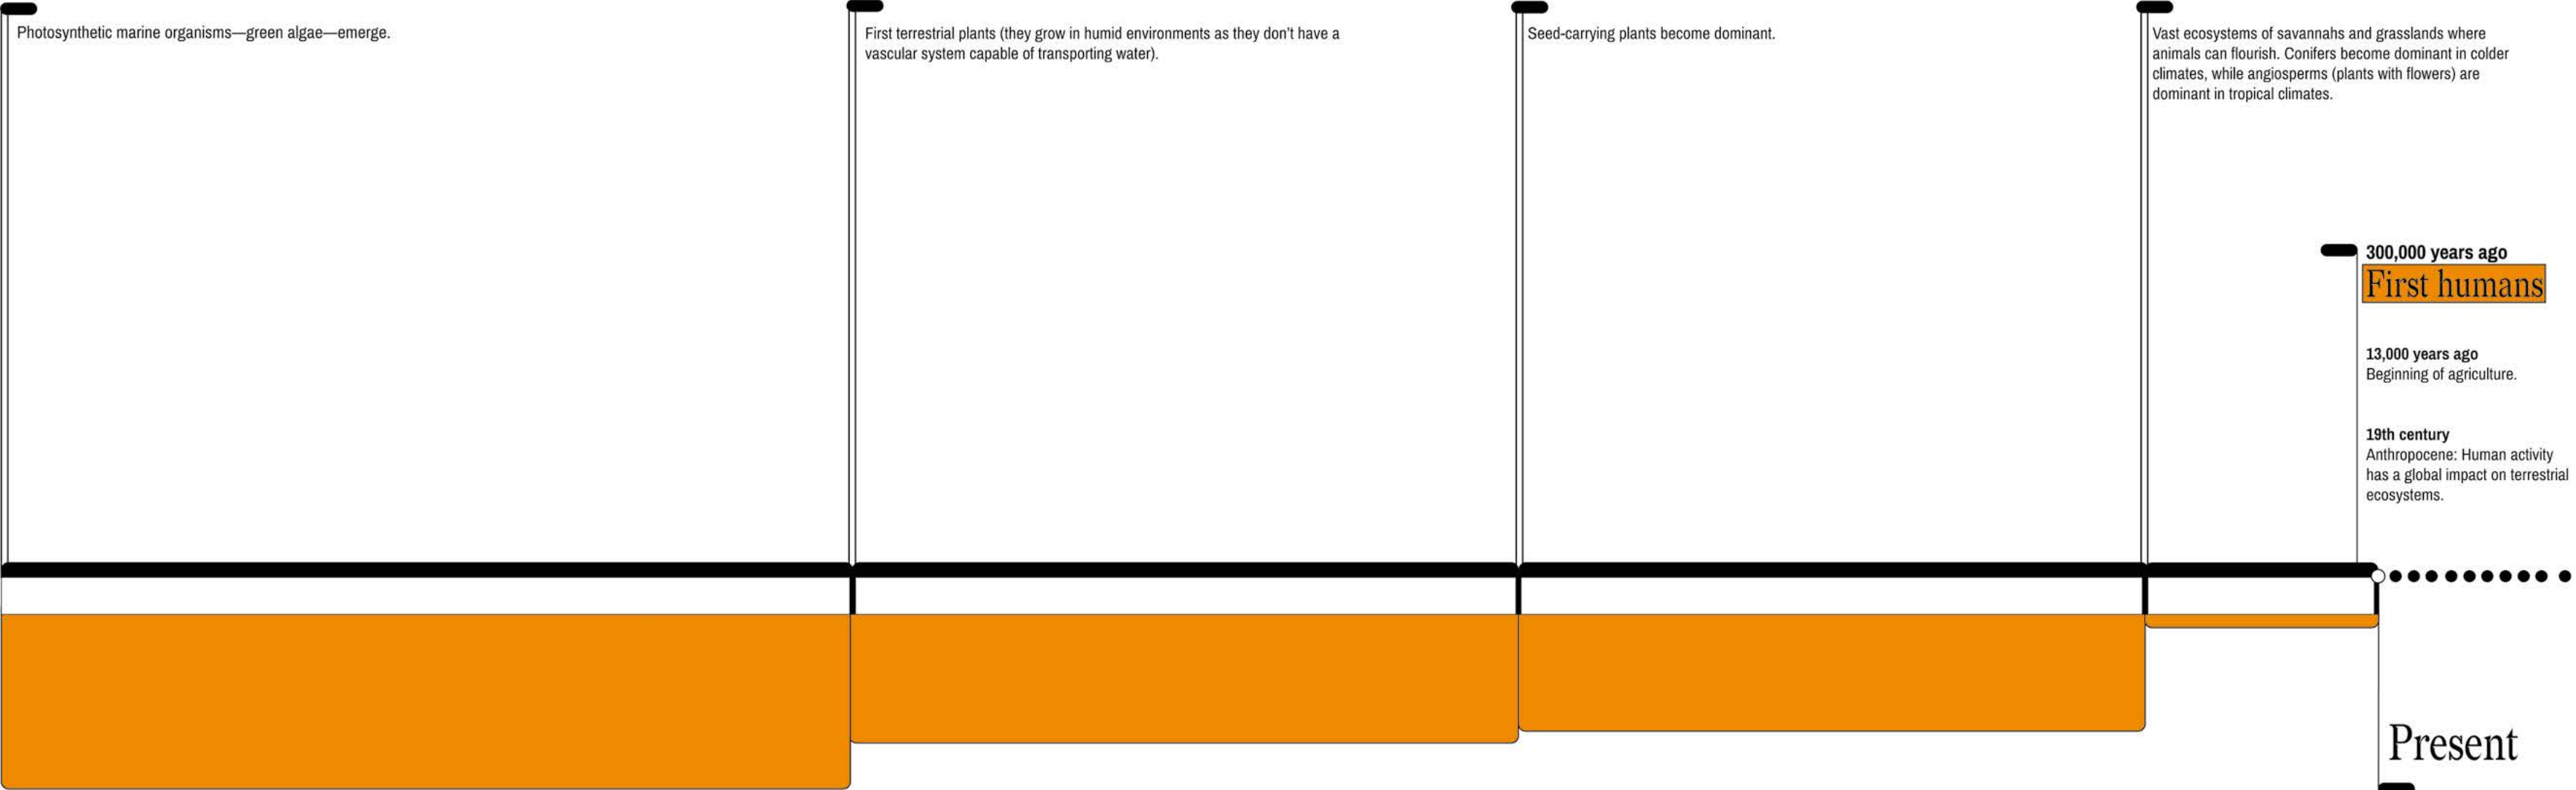 Photosynthetic marine organisms—green algae—emerge.
First terrestrial plants (they grow in humid environments as they don't have a
vascular system capable of transporting water).
Seed-carrying plants become dominant.
Vast ecosystems of savannahs and grasslands where
animals can flourish. Conifers become dominant in colder
climates, while angiosperms (plants with flowers) are
dominant in tropical climates.
300,000 years ago
First humans
13,000 years ago
Beginning of agriculture.
19th century
Anthropocene: Human activity
has a global impact on terrestrial
ecosystems.
Present